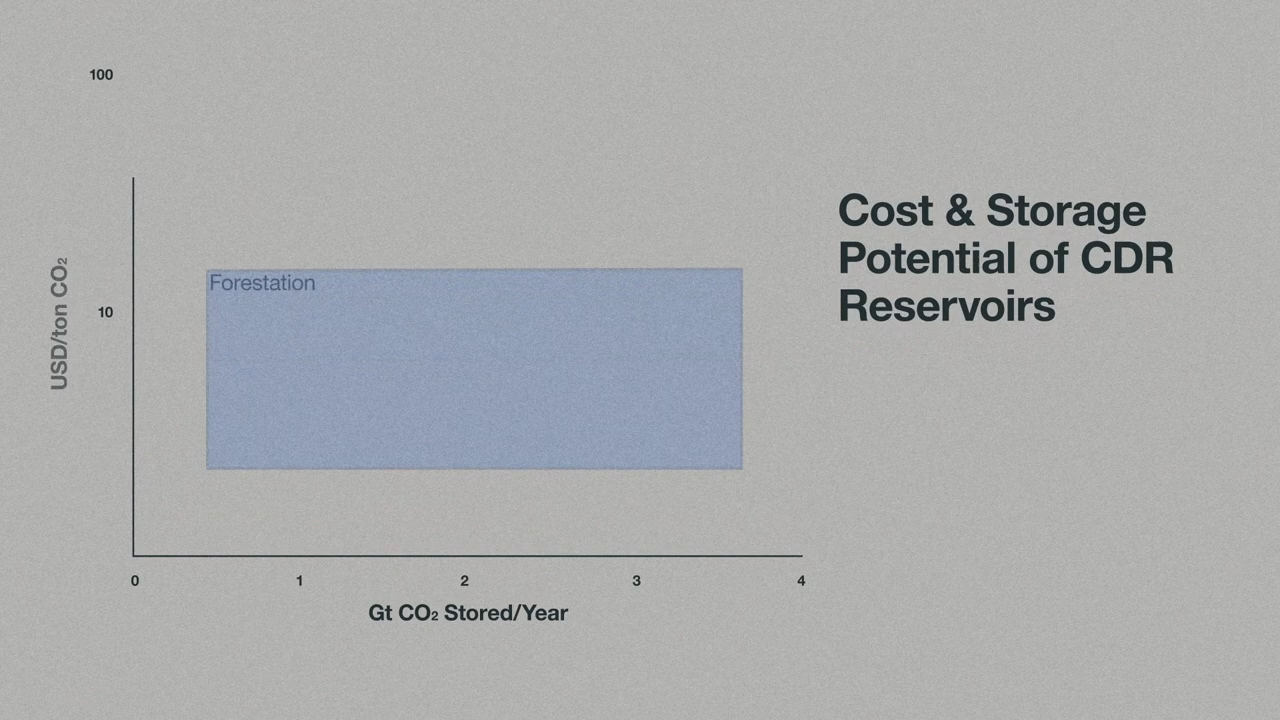 100
Cost & Storage
Potential of CDR
Reservoirs
USD/ton CO₂
Forestation
10
0 1 2 3 4
Gt CO₂ Stored/Year